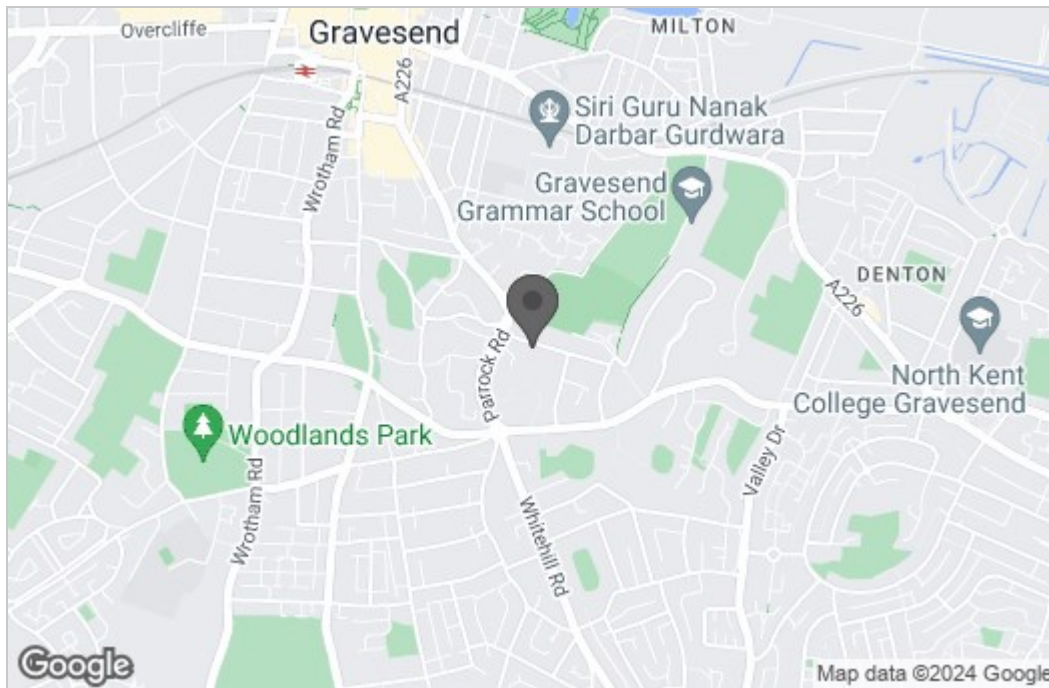 Overcliffe
Gravesend
MILTON
A226
Siri Guru Nanak
Darbar Gurdwara
Wrotham Rd
Gravesend
Grammar School
DENTON
A226
Parrock Rd
North Kent
College Gravesend
Woodlands Park
Valley Dr
Wrotham Rd
Whitehill Rd
Google
Map data ©2024 Google